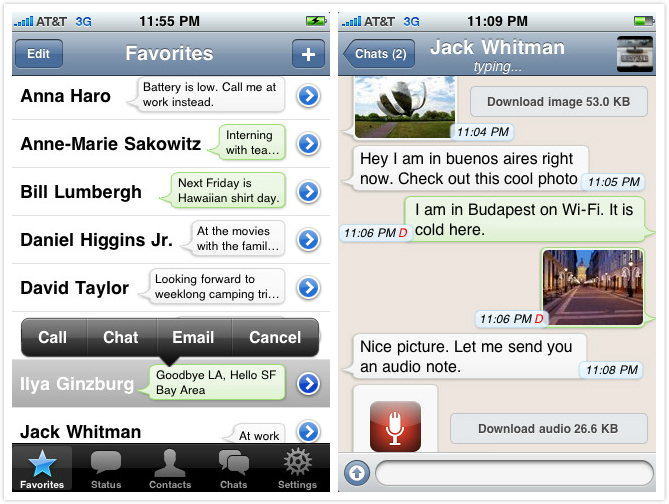 AT&T 3G 11:55 PM
Edit Favorites +
Anna Haro
Battery is low. Call me at
work instead.
Anne-Marie Sakowitz
Interning
with tea…
Bill Lumbergh
Next Friday is
Hawaiian shirt day.
Daniel Higgins Jr.
At the movies
with the famil…
David Taylor
Looking forward to
weeklong camping tri…
Call Chat Email Cancel
Ilya Ginzburg
Goodbye LA, Hello SF
Bay Area
Jack Whitman
At work
Favorites Status Contacts Chats Settings
AT&T 3G 11:09 PM
Chats (2) Jack Whitman
typing...
Download image 53.0 KB
11:04 PM
Hey I am in buenos aires right
now. Check out this cool photo
11:05 PM
I am in Budapest on Wi-Fi. It is
cold here.
11:06 PM D
11:06 PM D
Nice picture. Let me send you
an audio note.
11:08 PM
Download audio 26.6 KB